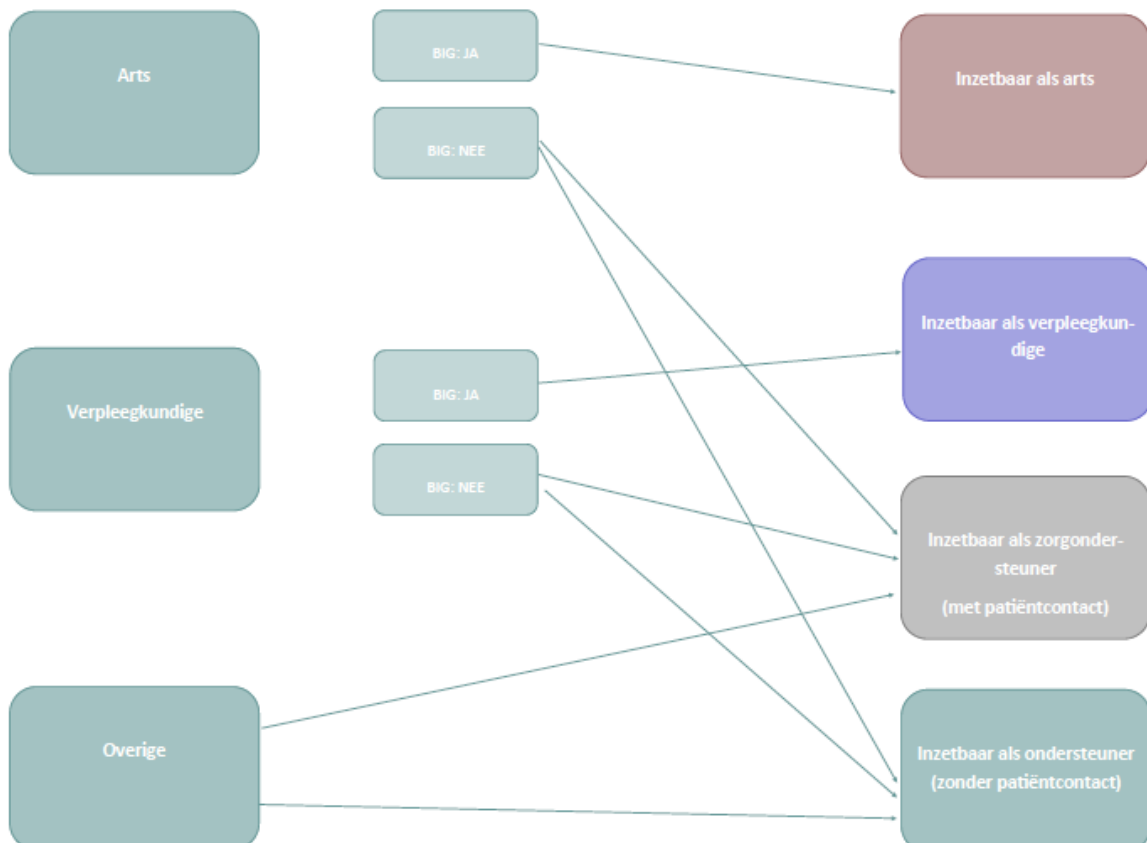 Arts
BIG: JA
BIG: NEE
Inzetbaar als arts
Inzetbaar als verpleegkun-
dige
Verpleegkundige
BIG: JA
BIG: NEE
Inzetbaar als zorgonder-
steuner
(met patiëntcontact)
Overige
Inzetbaar als ondersteuner
(zonder patiëntcontact)